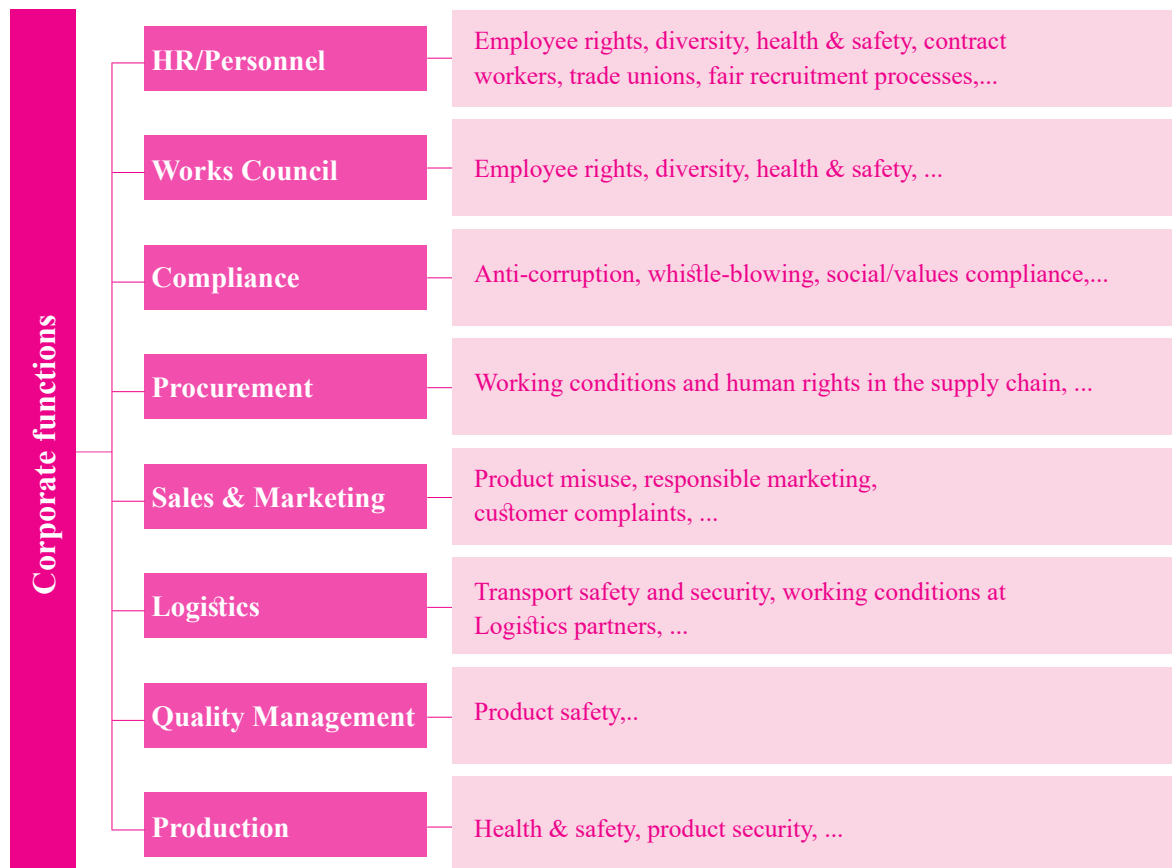 Corporate functions
HR/Personnel
Employee rights, diversity, health & safety, contract
workers, trade unions, fair recruitment processes,...
Works Council
Employee rights, diversity, health & safety, ...
Compliance
Anti-corruption, whistle-blowing, social/values compliance,...
Procurement
Working conditions and human rights in the supply chain, ...
Sales & Marketing
Product misuse, responsible marketing,
customer complaints, ...
Logistics
Transport safety and security, working conditions at
Logistics partners, ...
Quality Management
Product safety,..
Production
Health & safety, product security, ...